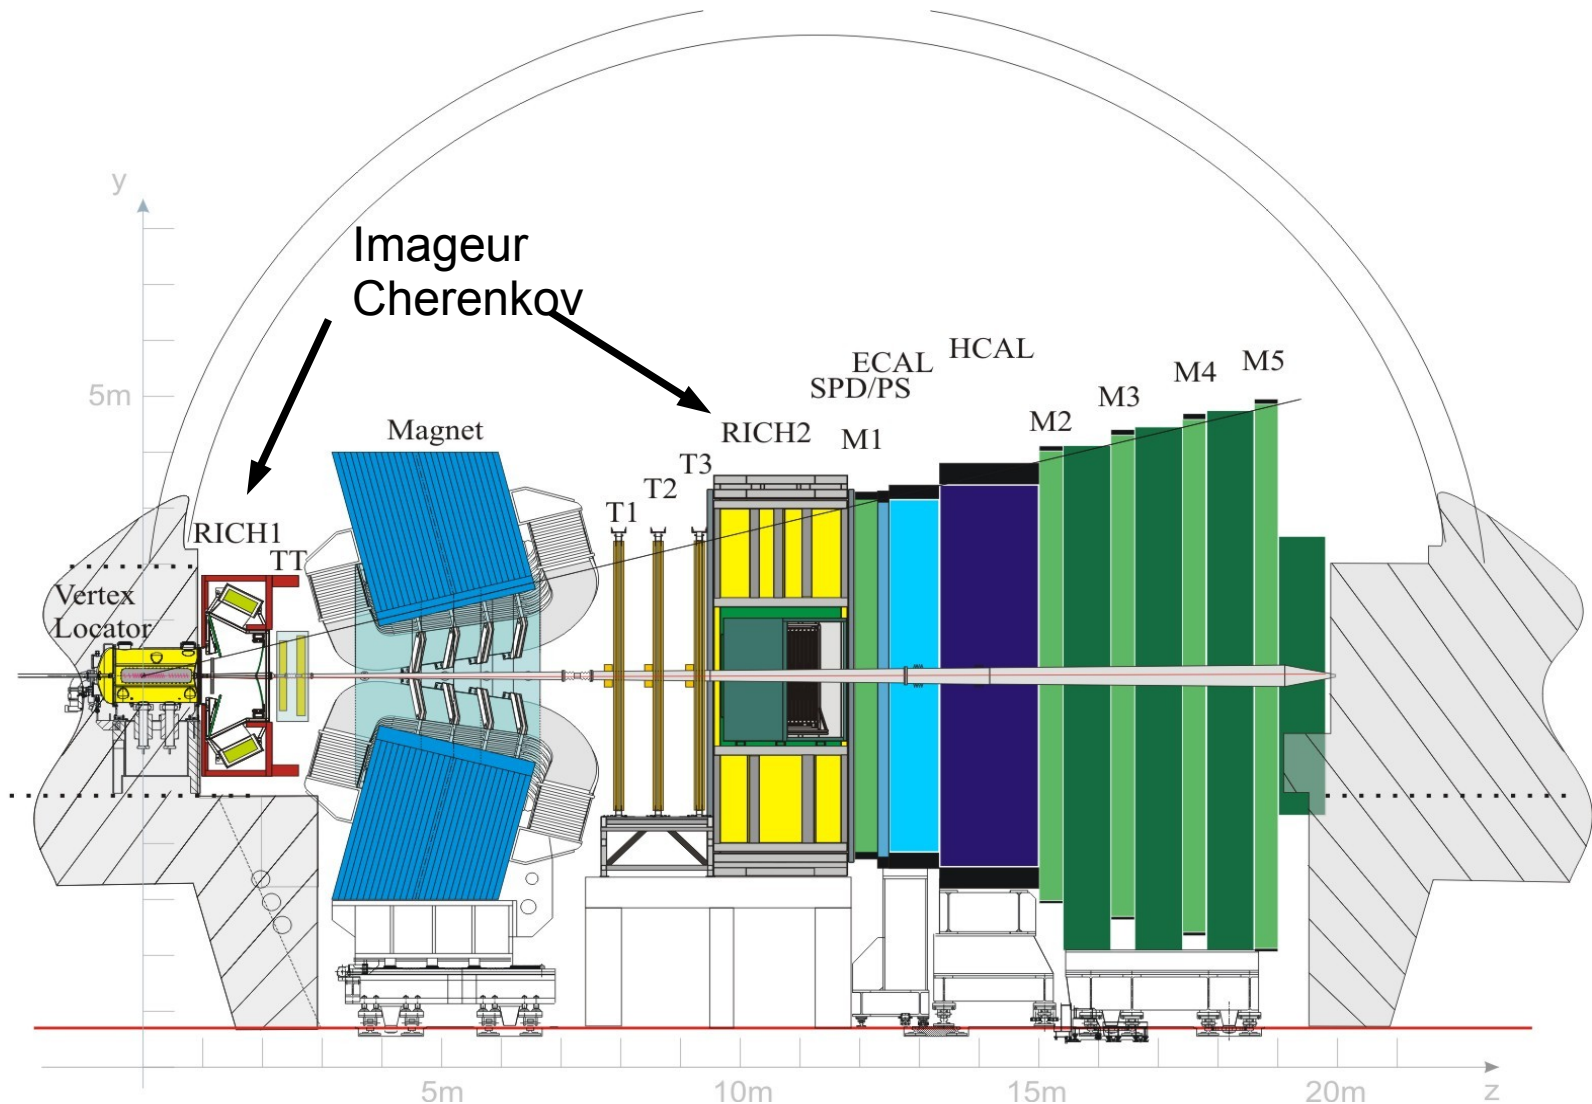 y
Imageur
Cherenkov
5m
Magnet
RICH1
TT
Vertex
Locator
T1
T2
T3
RICH2
M1
SPD/PS
ECAL
HCAL
M2
M3
M4
M5
5m
10m
15m
20m
z